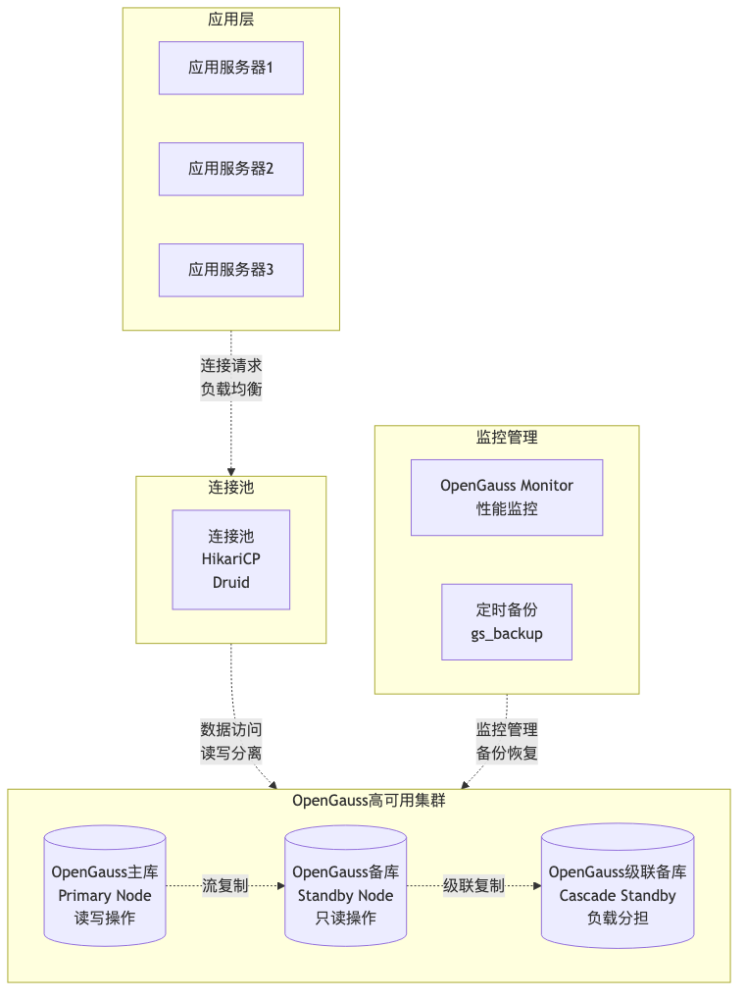 应用层
应用服务器1
应用服务器2
应用服务器3
连接请求
负载均衡
连接池
连接池
HikariCP
Druid
监控管理
OpenGauss Monitor
性能监控
定时备份
gs_backup
数据访问
读写分离
监控管理
备份恢复
OpenGauss高可用集群
OpenGauss主库
Primary Node
读写操作
流复制
OpenGauss备库
Standby Node
只读操作
级联复制
OpenGauss级联备库
Cascade Standby
负载分担